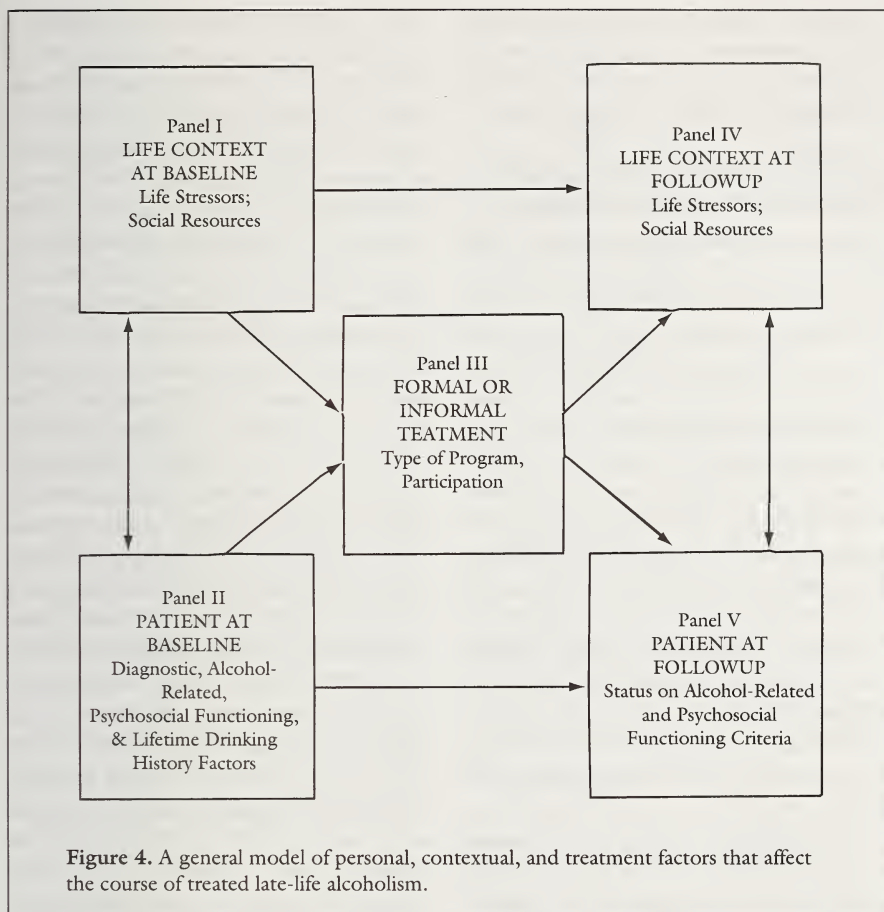 Panel I
LIFE CONTEXT
AT BASELINE
Life Stressors;
Social Resources
Panel IV
LIFE CONTEXT AT
FOLLOWUP
Life Stressors;
Social Resources
Panel III
FORMAL OR
INFORMAL
TEATMENT
Type of Program,
Participation
Panel II
PATIENT AT
BASELINE
Diagnostic, Alcohol-
Related,
Psychosocial Functioning,
& Lifetime Drinking
History Factors
Panel V
PATIENT AT
FOLLOWUP
Status on Alcohol-Related
and Psychosocial
Functioning Criteria
Figure 4. A general model of personal, contextual, and treatment factors that affect
the course of treated late-life alcoholism.